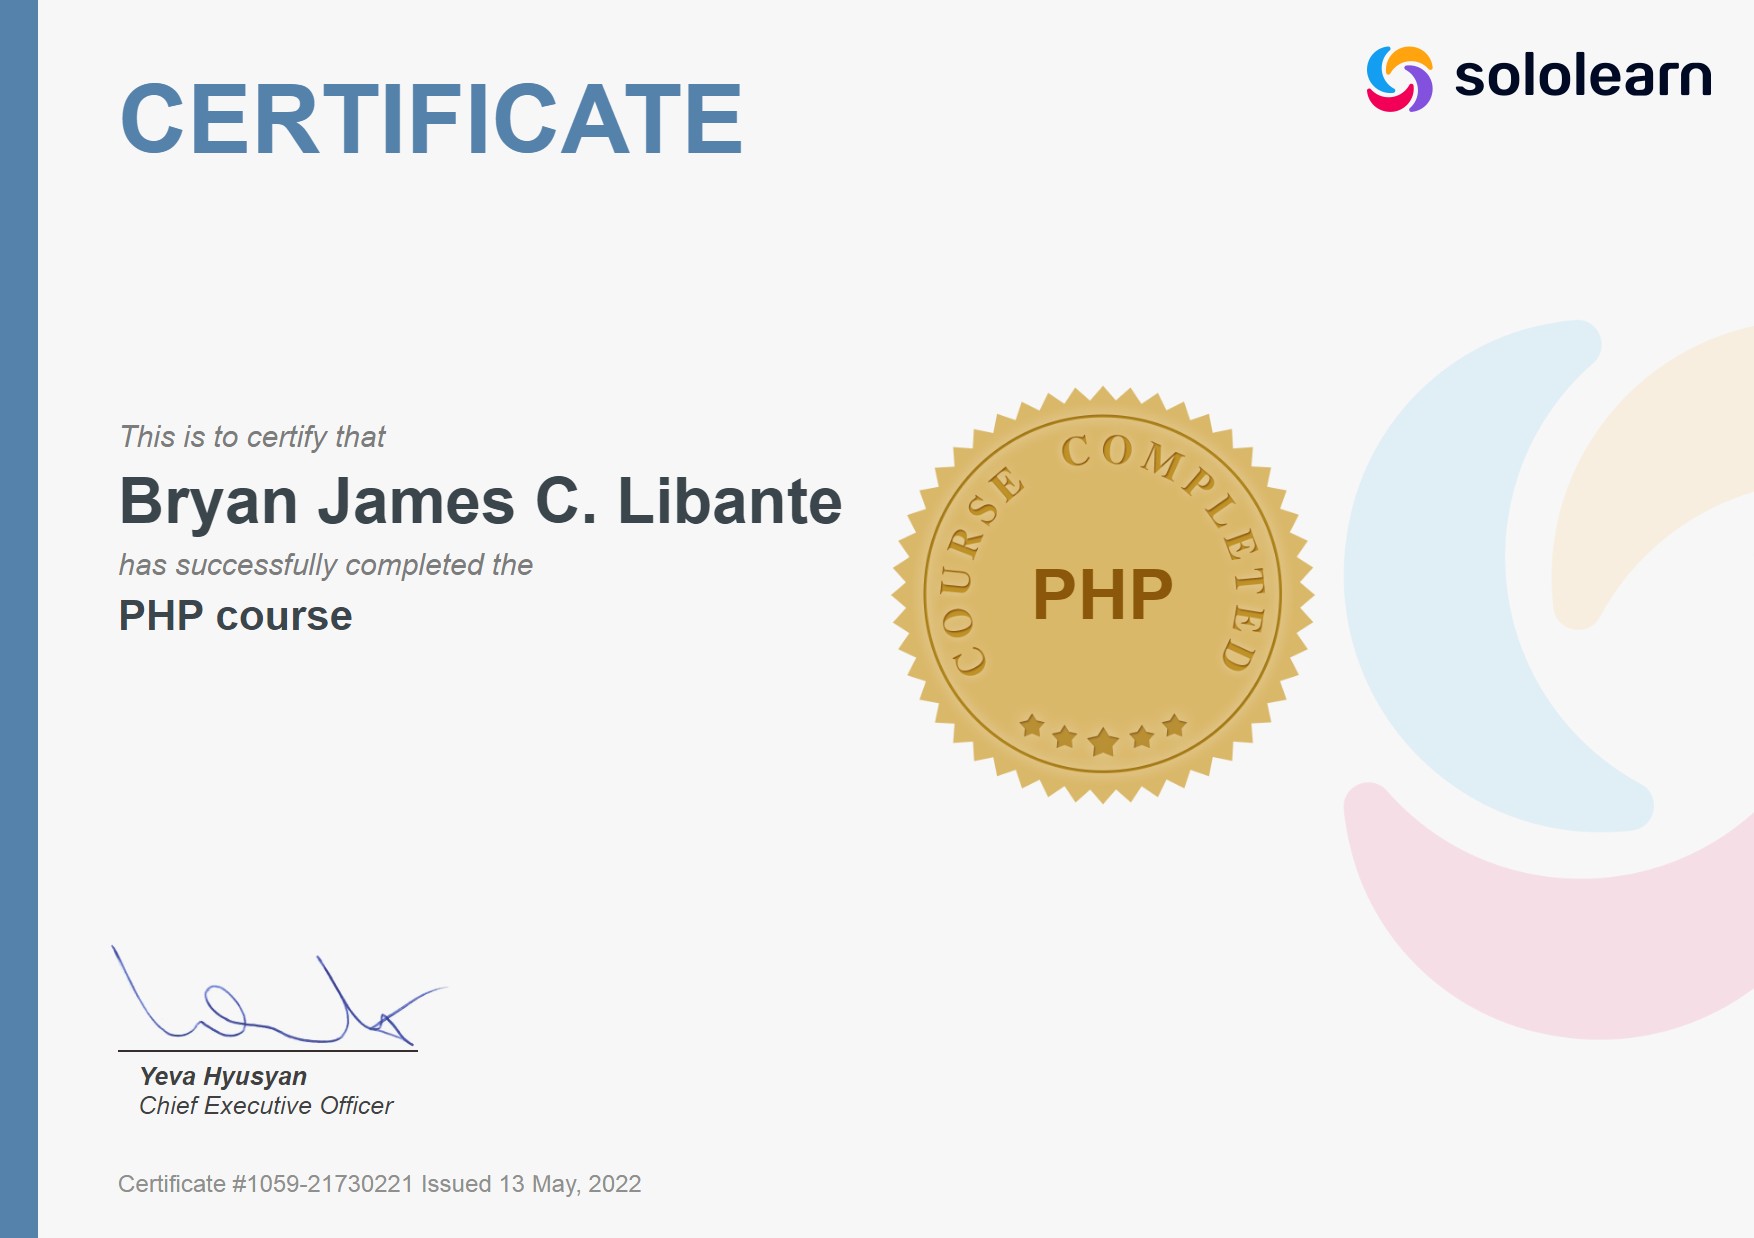 CERTIFICATE
sololearn
This is to certify that
Bryan James C. Libante
has successfully completed the
PHP course
COURSE COMPLETED
PHP
Yeva Hyusyan
Chief Executive Officer
Certificate #1059-21730221 Issued 13 May, 2022